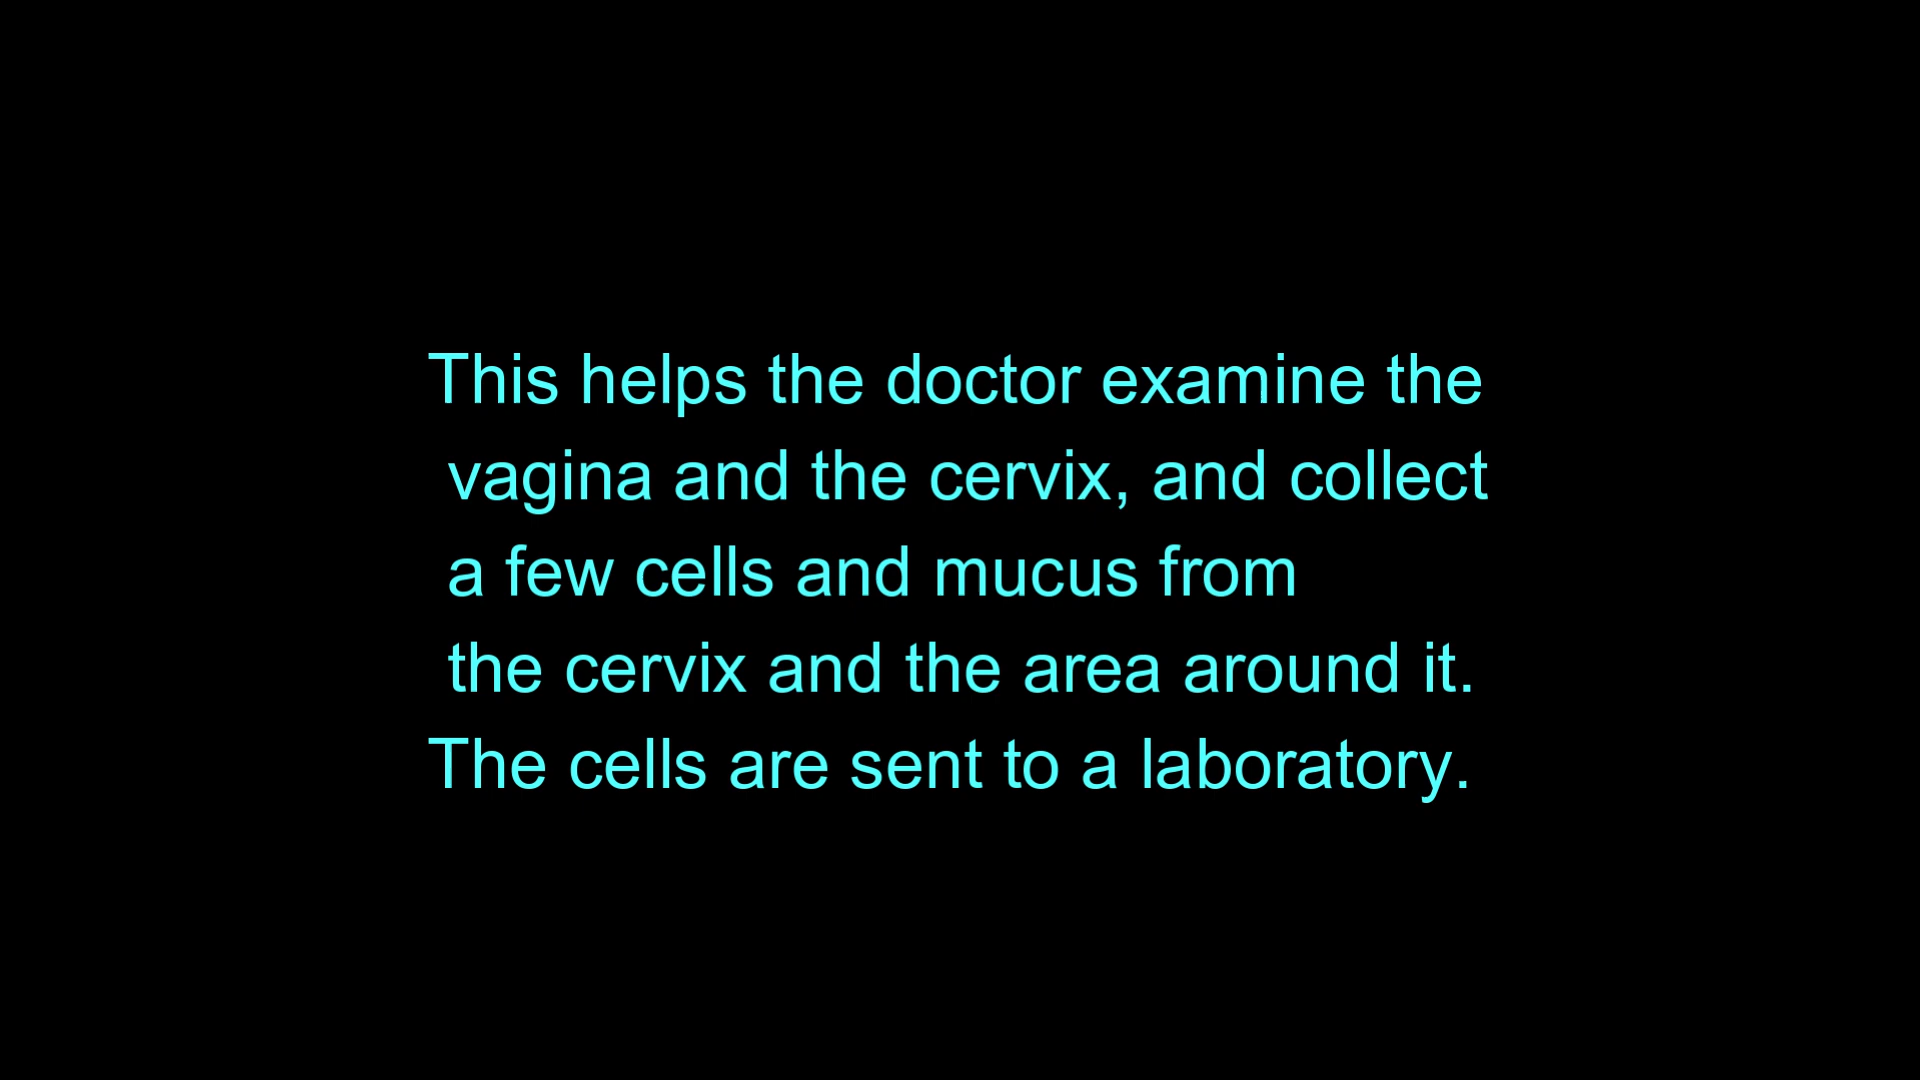 This helps the doctor examine the
vagina and the cervix, and collect
a few cells and mucus from
the cervix and the area around it.
The cells are sent to a laboratory.